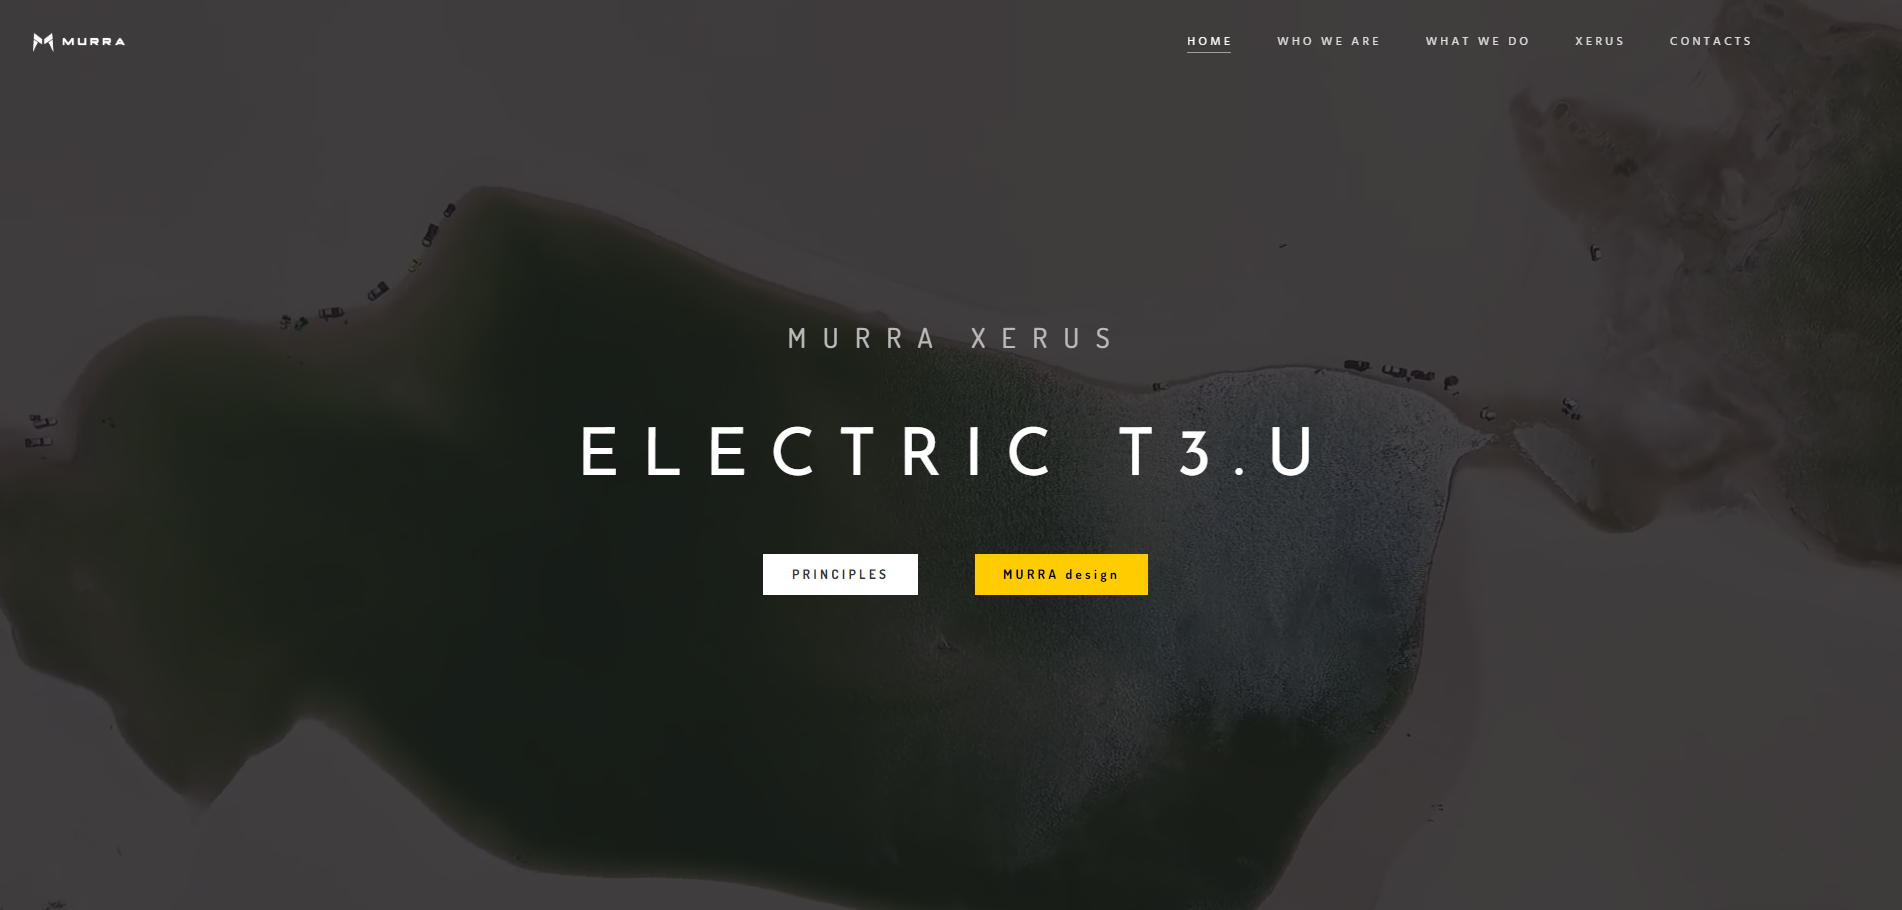 MURRA
HOME WHO WE ARE WHAT WE DO XERUS CONTACTS
MURRA XERUS
ELECTRIC T3.U
PRINCIPLES MURRA design